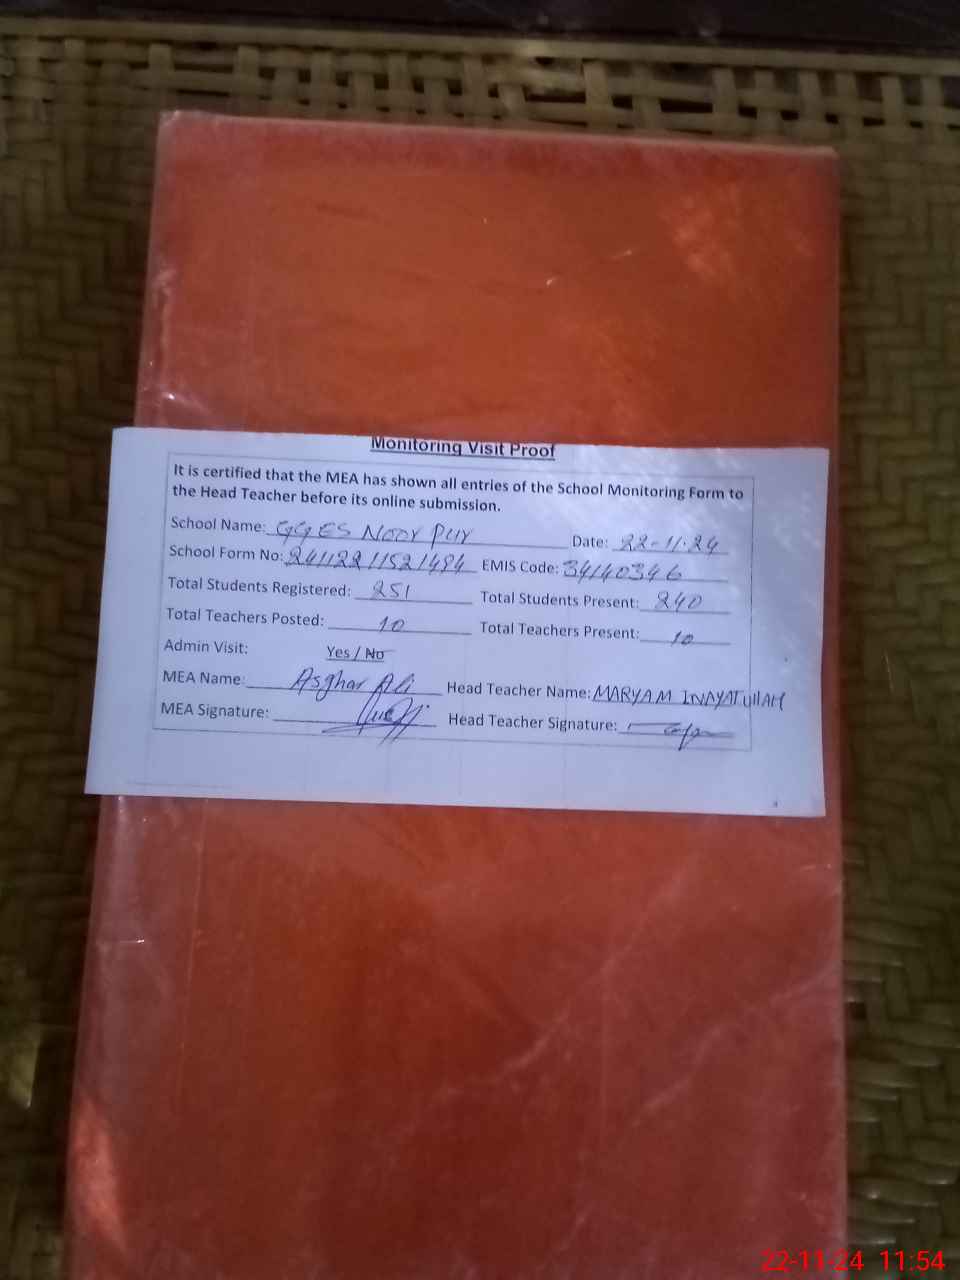 Monitoring Visit Proof
It is certified that the MEA has shown all entries of the School Monitoring Form to
the Head Teacher before its online submission.
School Name: GGES Noor Pur Date: 22-11-24
School Form No: 24112211521494 EMIS Code: 34140346
Total Students Registered: 251 Total Students Present: 240
Total Teachers Posted: 10 Total Teachers Present: 10
Admin Visit: Yes / No
MEA Name: Asghar Ali Head Teacher Name: MARYAM INAYATUllAH
MEA Signature: Head Teacher Signature:
22-11-24 11:54